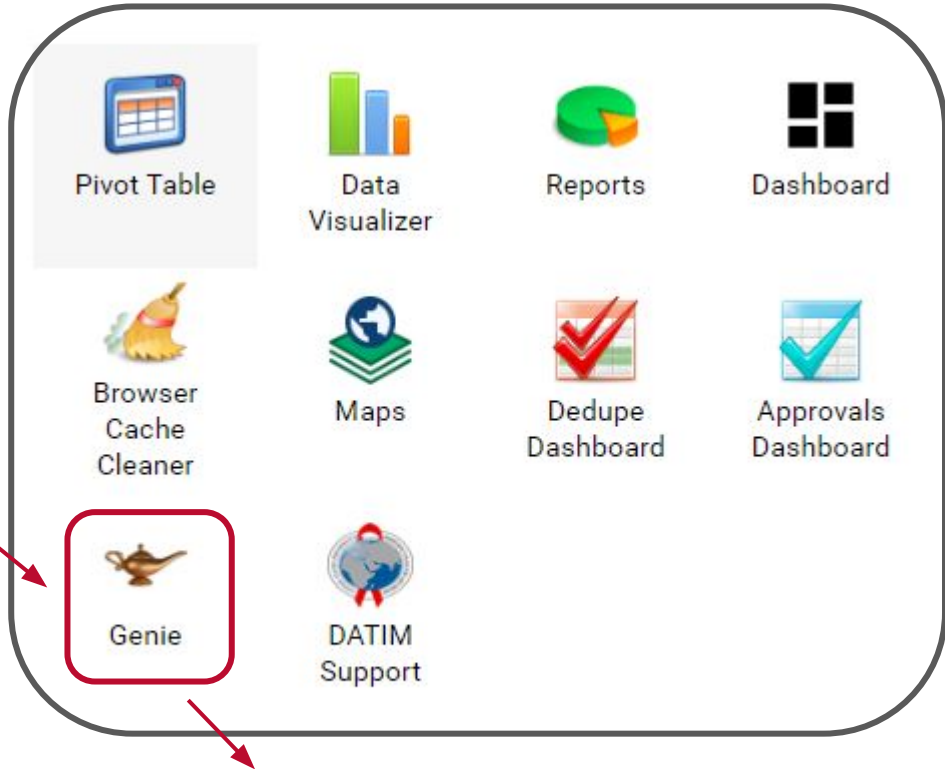 Pivot Table
Data
Visualizer
Reports
Dashboard
Browser
Cache
Cleaner
Maps
Dedupe
Dashboard
Approvals
Dashboard
Genie
DATIM
Support